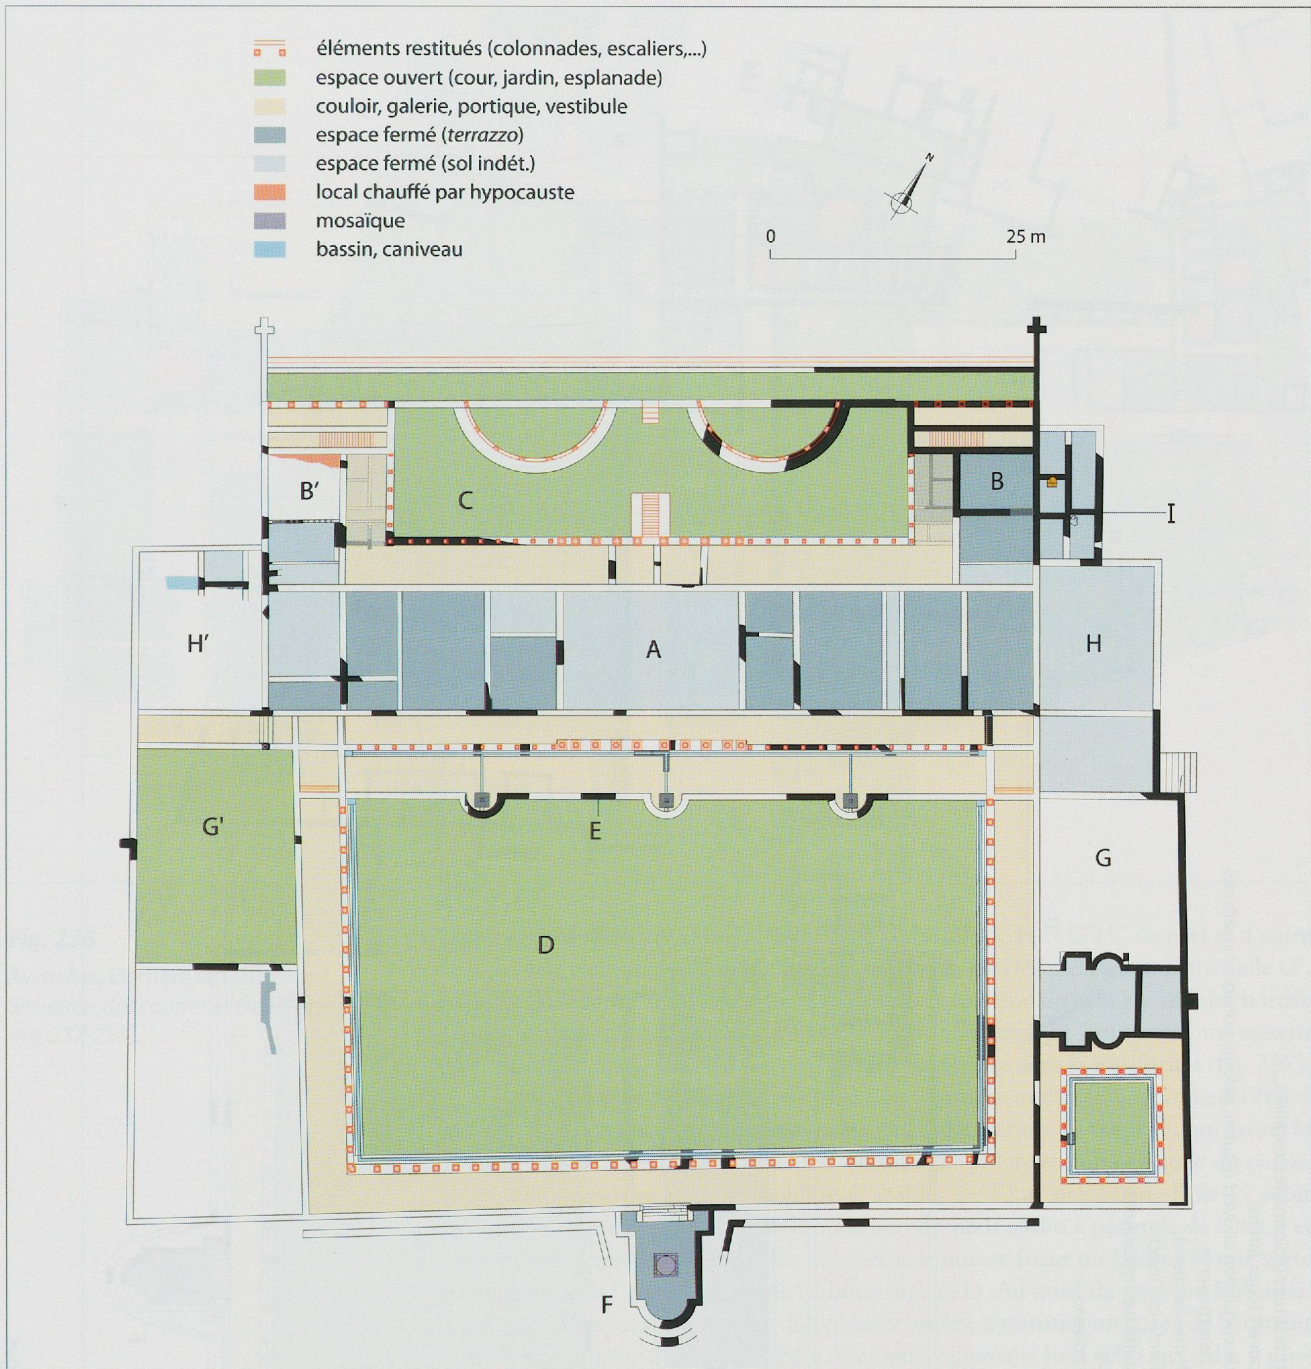 éléments restitués (colonnades, escaliers,...)
espace ouvert (cour, jardin, esplanade)
couloir, galerie, portique, vestibule
espace fermé (terrazzo)
espace fermé (sol indét.)
local chauffé par hypocauste
mosaïque
bassin, caniveau
N
0 25 m
B'
C
B
I
H'
A
H
G'
E
G
D
F